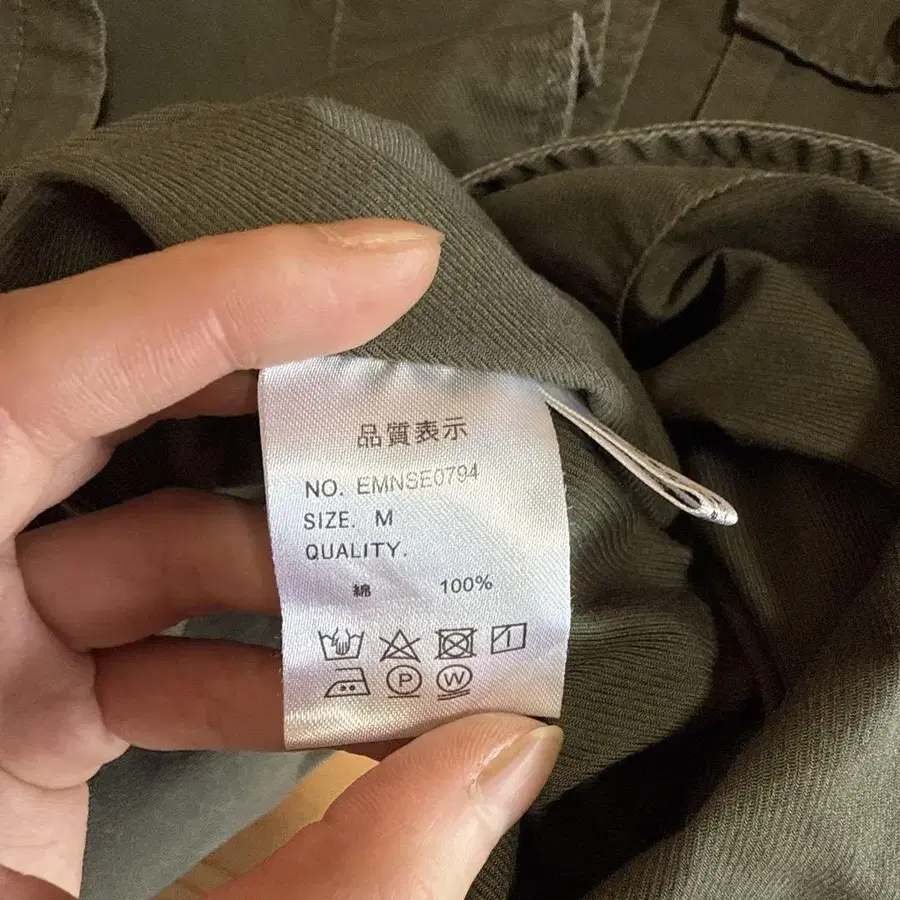 品質表示
NO. EMNSE0794
SIZE. M
QUALITY.
綿 100%
P W